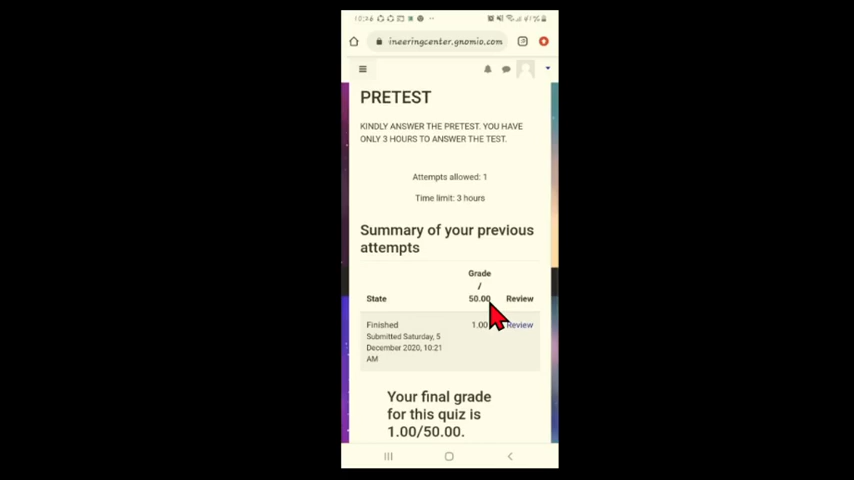 ineeringcenter.gnomio.com
PRETEST
KINDLY ANSWER THE PRETEST. YOU HAVE
ONLY 3 HOURS TO ANSWER THE TEST.
Attempts allowed: 1
Time limit: 3 hours
Summary of your previous
attempts
Grade
/
State 50.00 Review
Finished 1.00 Review
Submitted Saturday, 5
December 2020, 10:21
AM
Your final grade
for this quiz is
1.00/50.00.